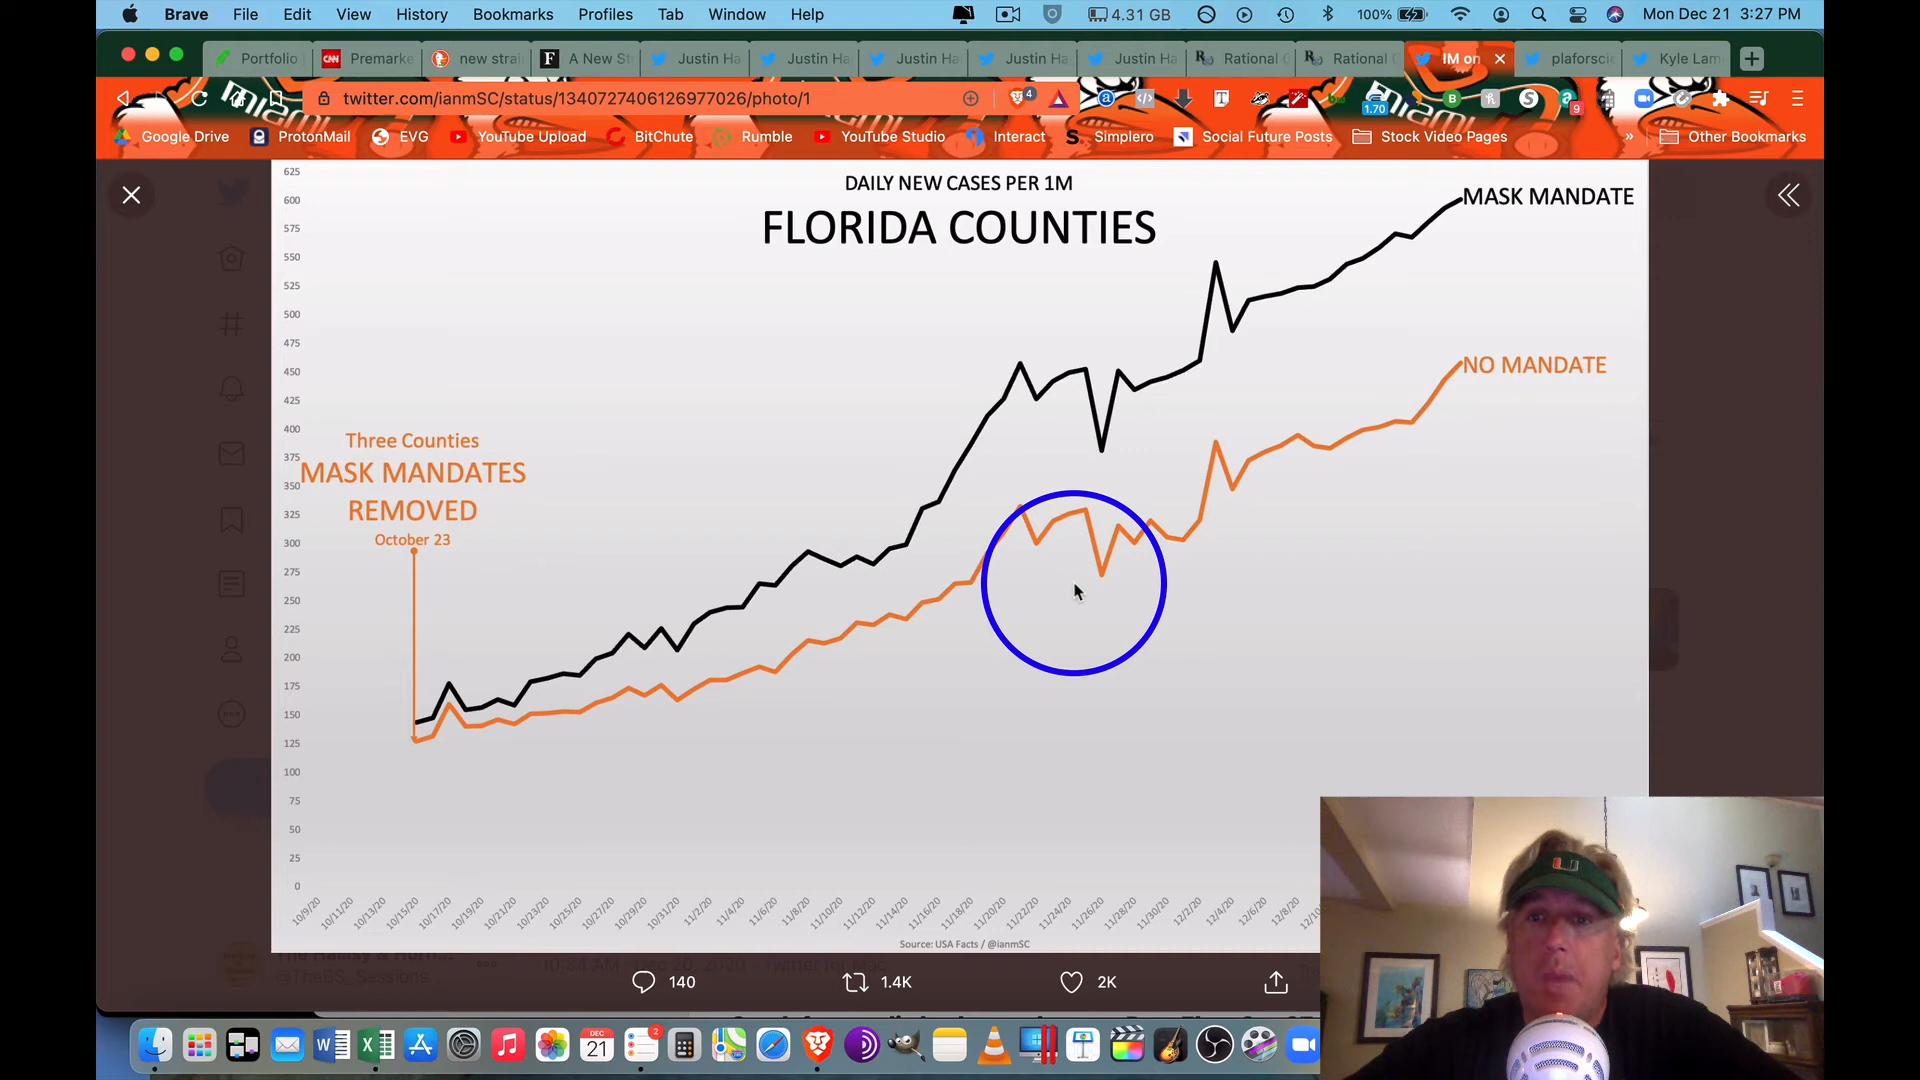 Brave File Edit View History Bookmarks Profiles Tab Window Help 4.31 GB 100% Mon Dec 21 3:27 PM
Portfolio CNN Premarke new strai F A New St Justin Ha Justin Ha Justin Ha Justin Ha Justin Ha Rational Rational IM on plaforscie Kyle Lam
twitter.com/ianmSC/status/1340727406126977026/photo/1 4 1.70 9
Google Drive ProtonMail EVG YouTube Upload BitChute Rumble YouTube Studio Interact Simplero Social Future Posts Stock Video Pages » Other Bookmarks
DAILY NEW CASES PER 1M
FLORIDA COUNTIES
MASK MANDATE
NO MANDATE
Three Counties
MASK MANDATES
REMOVED
October 23
625
600
575
550
525
500
475
450
425
400
375
350
325
300
275
250
225
200
175
150
125
100
75
50
25
0
10/9/20 10/11/20 10/13/20 10/15/20 10/17/20 10/19/20 10/21/20 10/23/20 10/25/20 10/27/20 10/29/20 10/31/20 11/2/20 11/4/20 11/6/20 11/8/20 11/10/20 11/12/20 11/14/20 11/16/20 11/18/20 11/20/20 11/22/20 11/24/20 11/26/20 11/28/20 11/30/20 12/2/20 12/4/20 12/6/20 12/8/20
Source: USA Facts / @ianmSC
@TheBS_Sessions
140 1.4K 2K
DEC
21
2
U